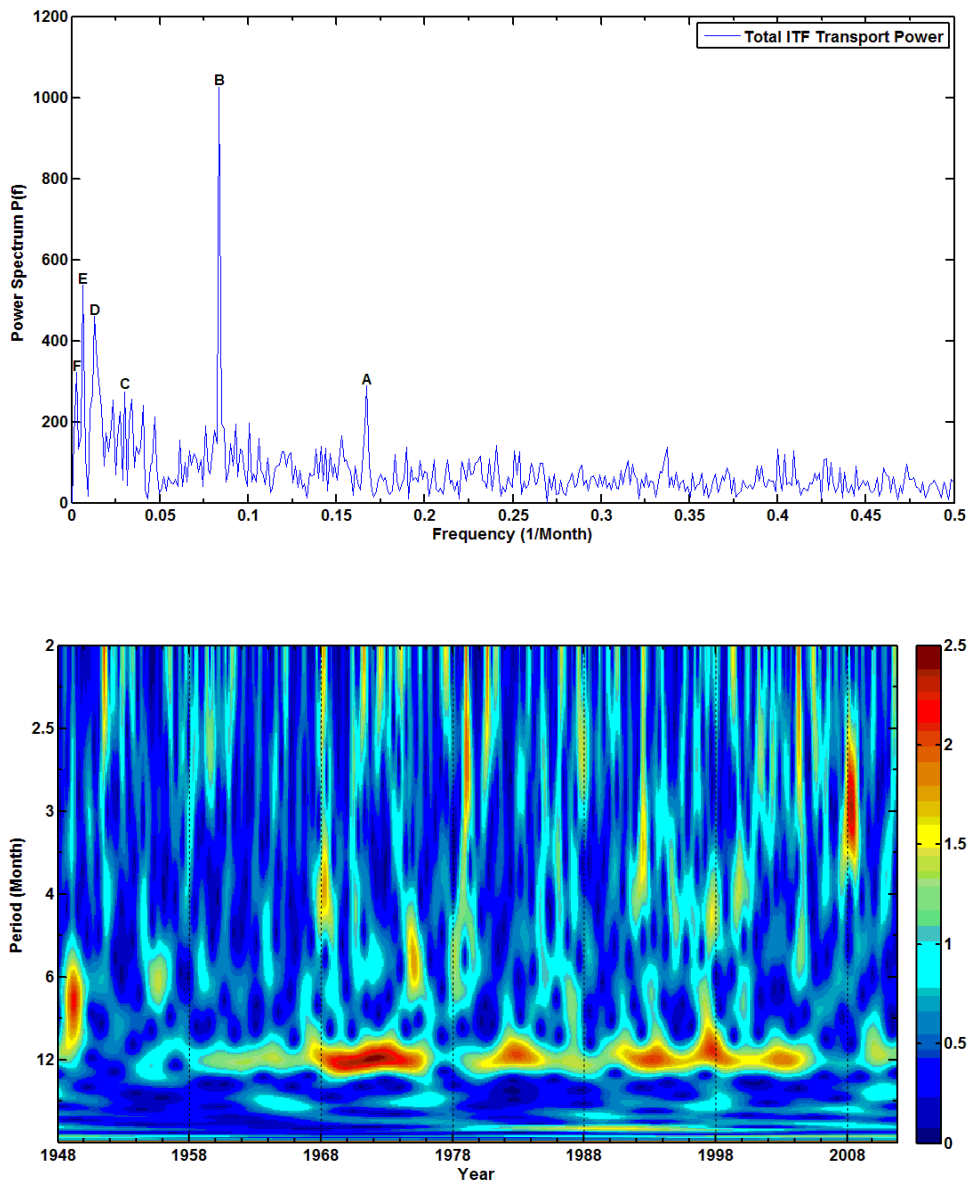 1200
1000
800
600
400
200
0
Power Spectrum P(f)
Total ITF Transport Power
B
E
D
F
C
A
0 0.05 0.1 0.15 0.2 0.25 0.3 0.35 0.4 0.45 0.5
Frequency (1/Month)
2
2.5
3
4
6
12
Period (Month)
1948 1958 1968 1978 1988 1998 2008
Year
2.5
2
1.5
1
0.5
0